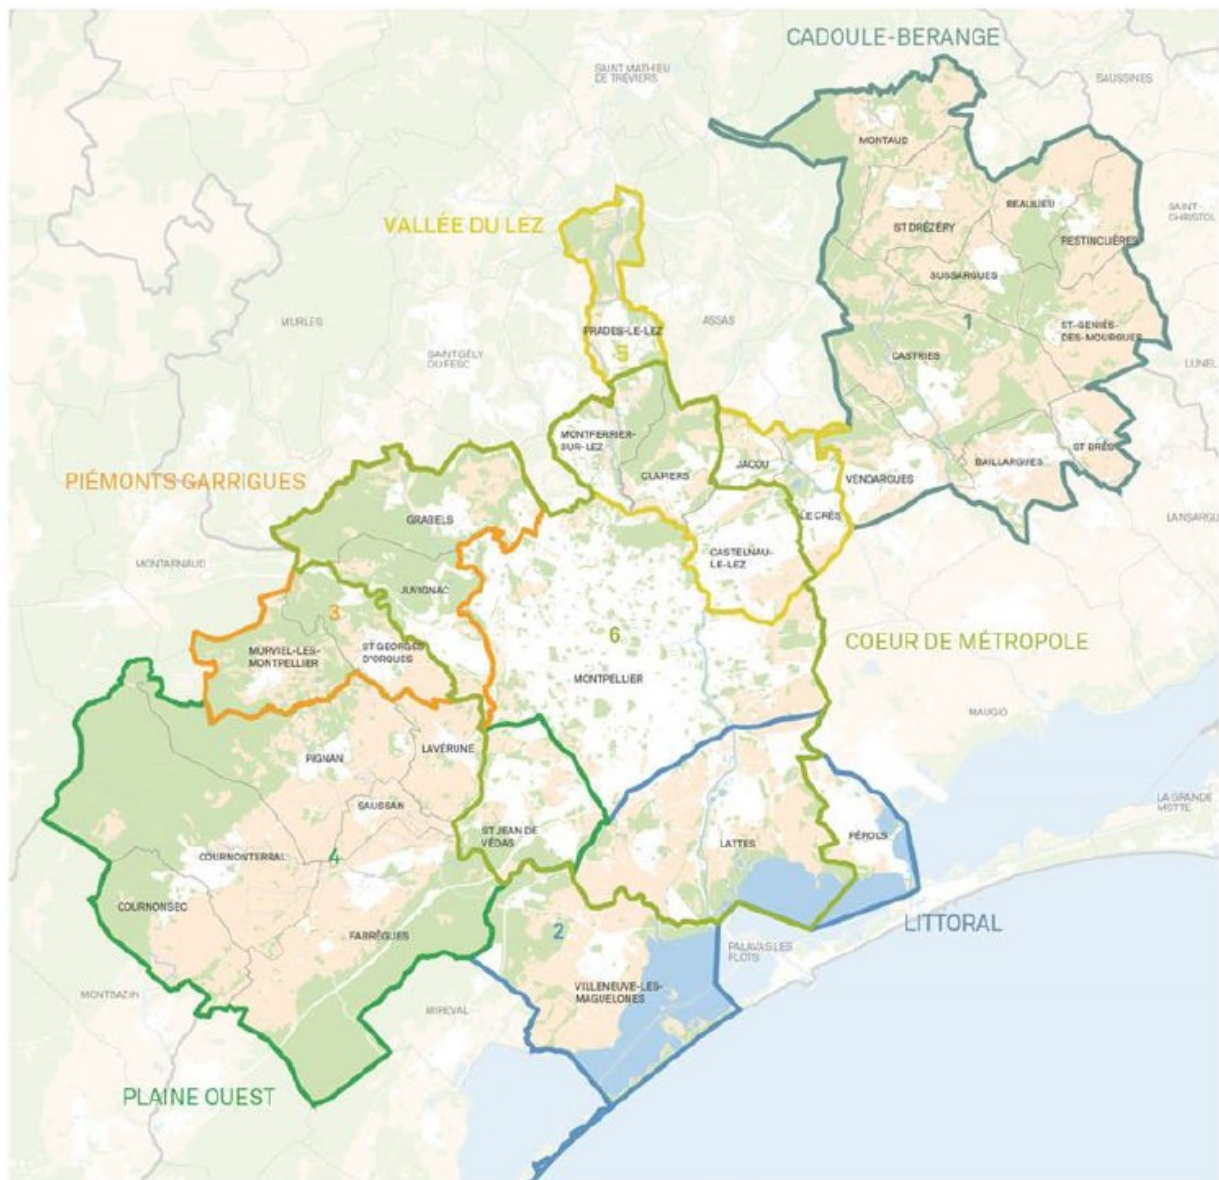 CADOULE-BERANGE
SAINT MATHIEU
DE TRÉVIERS
SAUSSINES
MONTAUD
VALLÉE DU LEZ
BEAULIEU
SAINT-
CHRISTOL
ST DRÉZÉRY
RESTINCLIÈRES
SUSSARGUES
MURLES
ASSAS
PRADES-LE-LEZ
1
ST-GENIÈS-
DES-MOURGUES
SAINT GÉLY
DU FESC
5
CASTRIES
LUNEL
MONTFERRIER-
SUR-LEZ
ST BRÈS
PIÉMONTS GARRIGUES
CLAPIERS
JACOU
VENDARGUES
BAILLARGUES
GRABELS
LE CRÈS
LANSARGU
MONTARNAUD
CASTELNAU-
LE-LEZ
JUVIGNAC
3
6
COEUR DE MÉTROPOLE
MURVIEL-LES-
MONTPELLIER
ST GEORGES
D'ORQUES
MONTPELLIER
MAUGIO
PIGNAN
LAVÉRUNE
SAUSSAN
LA GRANDE
MOTTE
ST JEAN DE
VÉDAS
LATTES
PÉROLS
COURNONTERRAL
4
COURNONSEC
FABRÈGUES
2
LITTORAL
PALAVAS LES
FLOTS
VILLENEUVE-LES-
MAGUELONES
MONTBAZIN
MIREVAL
PLAINE OUEST